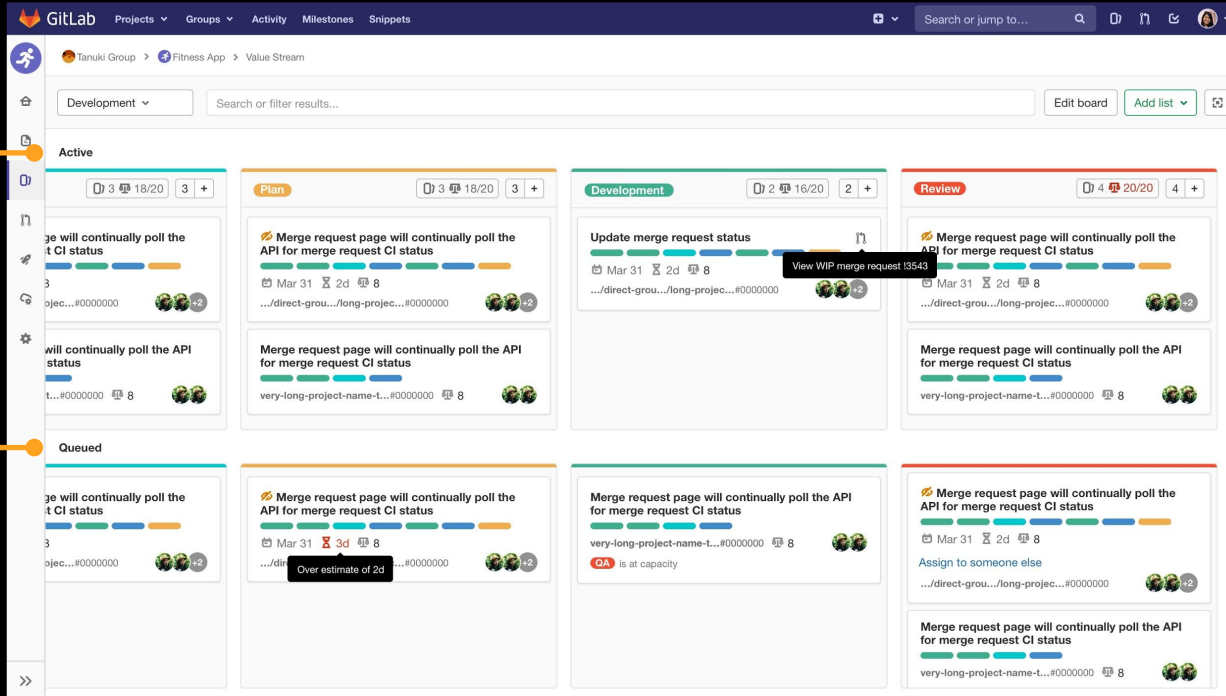 GitLab Projects Groups Activity Milestones Snippets Search or jump to...
Tanuki Group > Fitness App > Value Stream
Development Search or filter results... Edit board Add list
Active
3 18/20 3 +
ge will continually poll the
t CI status
3
ojec...#0000000 +2
will continually poll the API
status
t...#0000000 8
Plan 3 18/20 3 +
Merge request page will continually poll the
API for merge request CI status
Mar 31 2d 8
.../direct-grou.../long-projec...#0000000 +2
Merge request page will continually poll the API
for merge request CI status
very-long-project-name-t...#0000000 8
Development 2 16/20 2 +
Update merge request status
View WIP merge request !3543
Mar 31 2d 8
.../direct-grou.../long-projec...#0000000 +2
Review 4 20/20 4 +
Merge request page will continually poll the
API for merge request CI status
Mar 31 2d 8
.../direct-grou.../long-projec...#0000000 +2
Merge request page will continually poll the API
for merge request CI status
very-long-project-name-t...#0000000 8
Queued
ge will continually poll the
t CI status
3
ojec...#0000000 +2
Merge request page will continually poll the
API for merge request CI status
Mar 31 3d 8
Over estimate of 2d
.../dir c...#0000000 +2
Merge request page will continually poll the API
for merge request CI status
very-long-project-name-t...#0000000 8
QA is at capacity
Merge request page will continually poll the
API for merge request CI status
Mar 31 2d 8
Assign to someone else
.../direct-grou.../long-projec...#0000000 +2
Merge request page will continually poll the API
for merge request CI status
very-long-project-name-t...#0000000 8